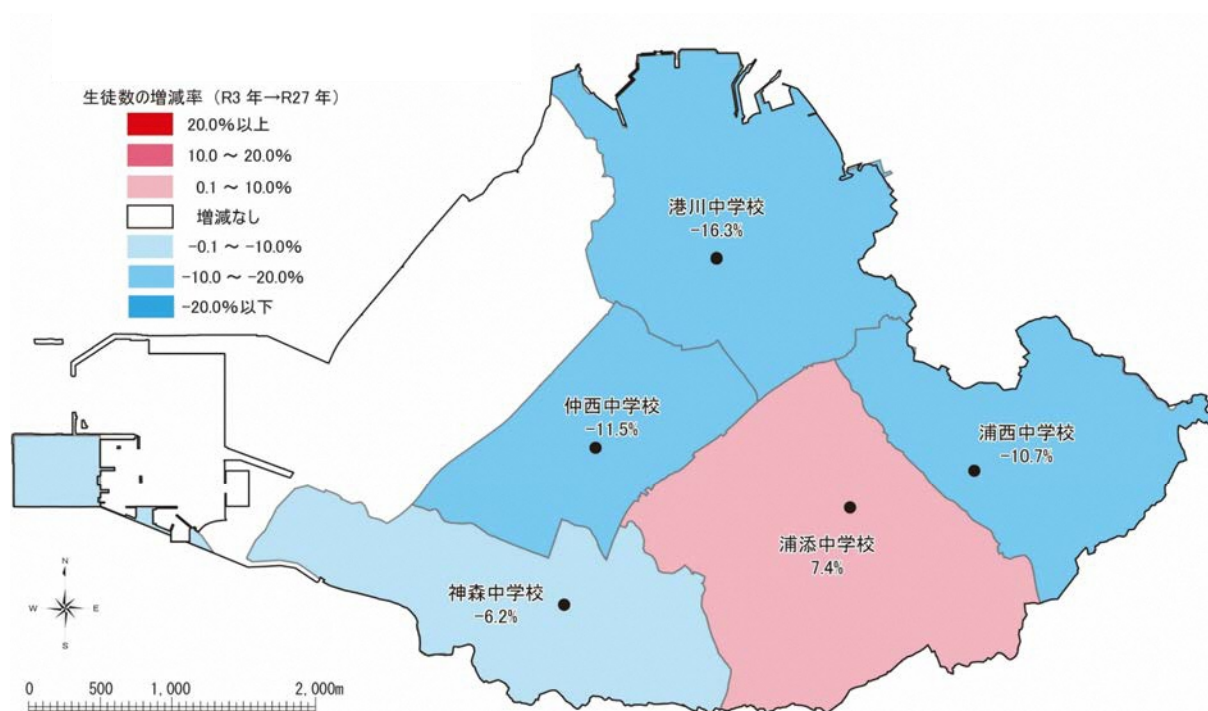 生徒数の増減率（R3 年→R27 年）
20.0%以上
10.0 ～ 20.0%
0.1 ～ 10.0%
増減なし
-0.1 ～ -10.0%
-10.0 ～ -20.0%
-20.0%以下
港川中学校
-16.3%
仲西中学校
-11.5%
浦西中学校
-10.7%
浦添中学校
7.4%
神森中学校
-6.2%
N
W E
S
0 500 1,000 2,000m